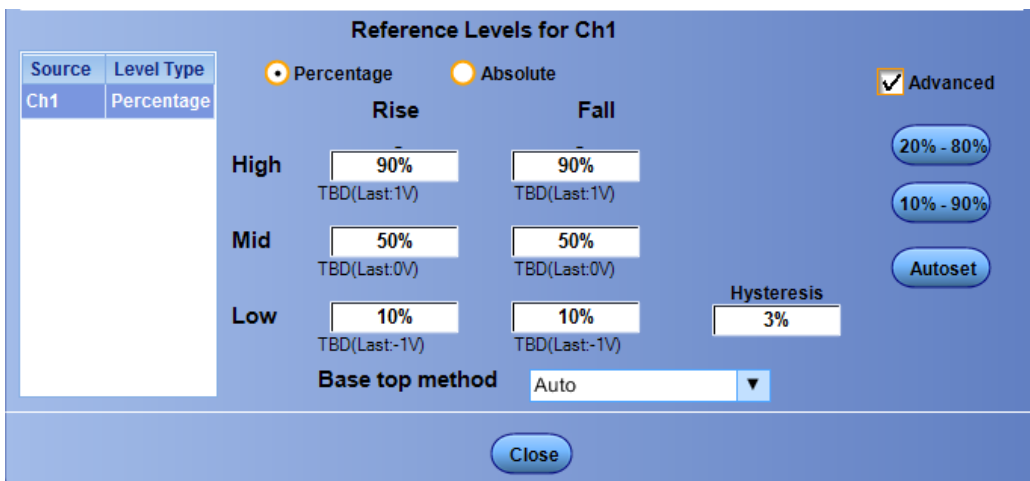 Reference Levels for Ch1
Source Level Type
Ch1 Percentage
Percentage Absolute
Advanced
Rise Fall
High 90% 90%
TBD(Last:1V) TBD(Last:1V)
Mid 50% 50%
TBD(Last:0V) TBD(Last:0V)
Low 10% 10%
TBD(Last:-1V) TBD(Last:-1V)
Hysteresis
3%
Base top method Auto
20% - 80%
10% - 90%
Autoset
Close